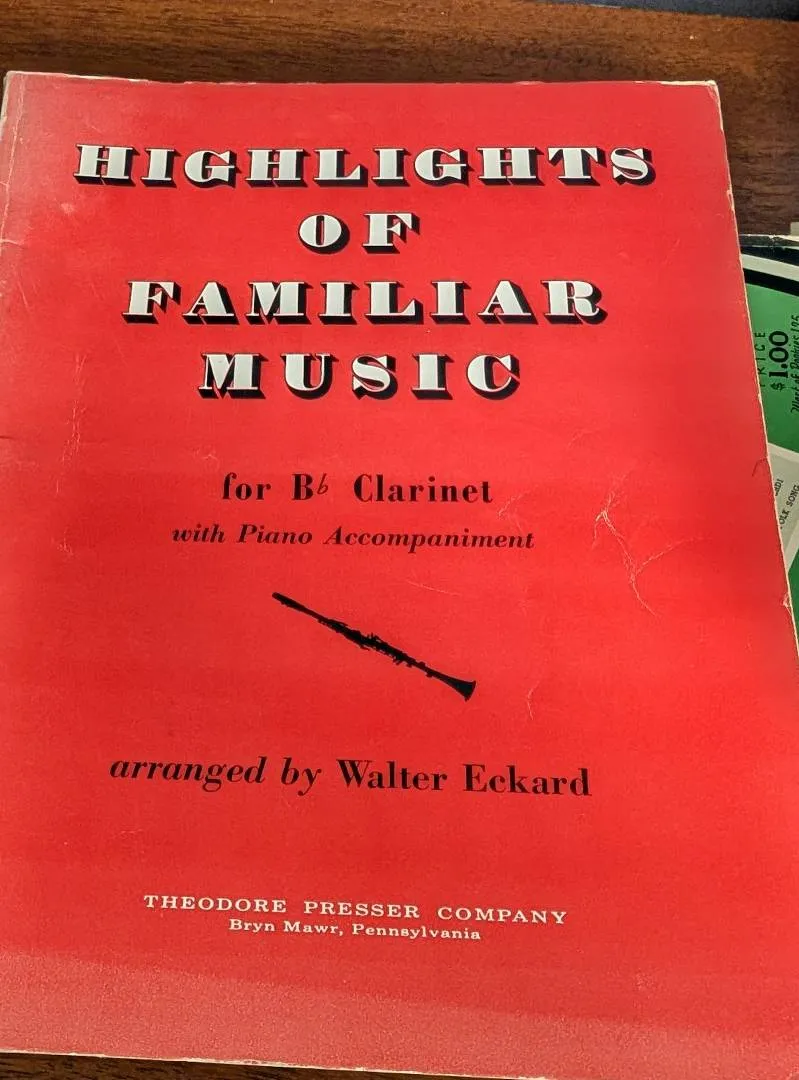 HIGHLIGHTS
OF
FAMILIAR
MUSIC
for B♭ Clarinet
with Piano Accompaniment
arranged by Walter Eckard
THEODORE PRESSER COMPANY
Bryn Mawr, Pennsylvania
PRICE
$1.00
SONG